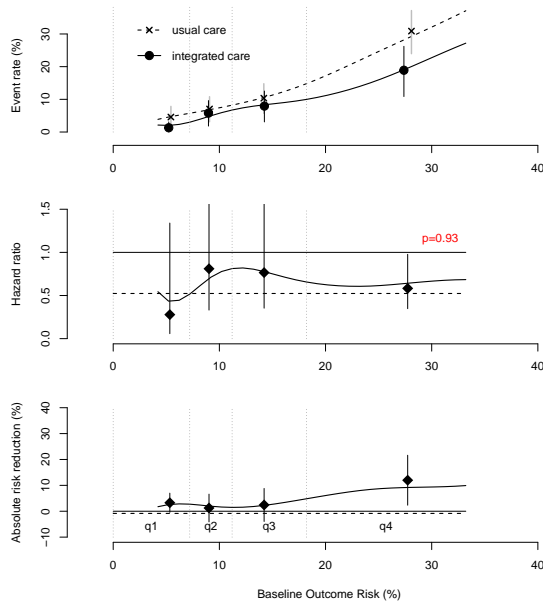 usual care
integrated care
Event rate (%)
30
20
10
0
0 10 20 30 40
Hazard ratio
1.5
1.0
0.5
0.0
p=0.93
0 10 20 30 40
Absolute risk reduction (%)
40
30
20
10
0
−10
q1 q2 q3 q4
0 10 20 30 40
Baseline Outcome Risk (%)